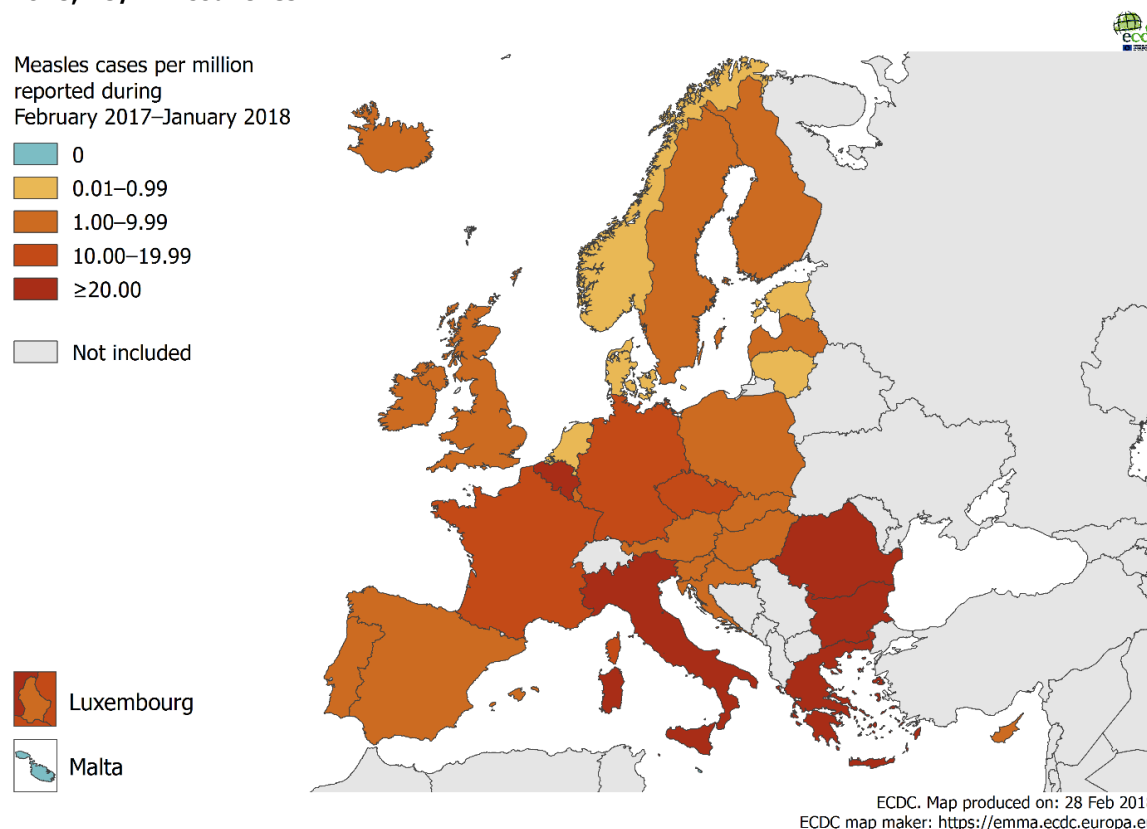 Measles cases per million
reported during
February 2017–January 2018
0
0.01–0.99
1.00–9.99
10.00–19.99
≥20.00
Not included
Luxembourg
Malta
ECDC. Map produced on: 28 Feb 201
ECDC map maker: https://emma.ecdc.europa.e